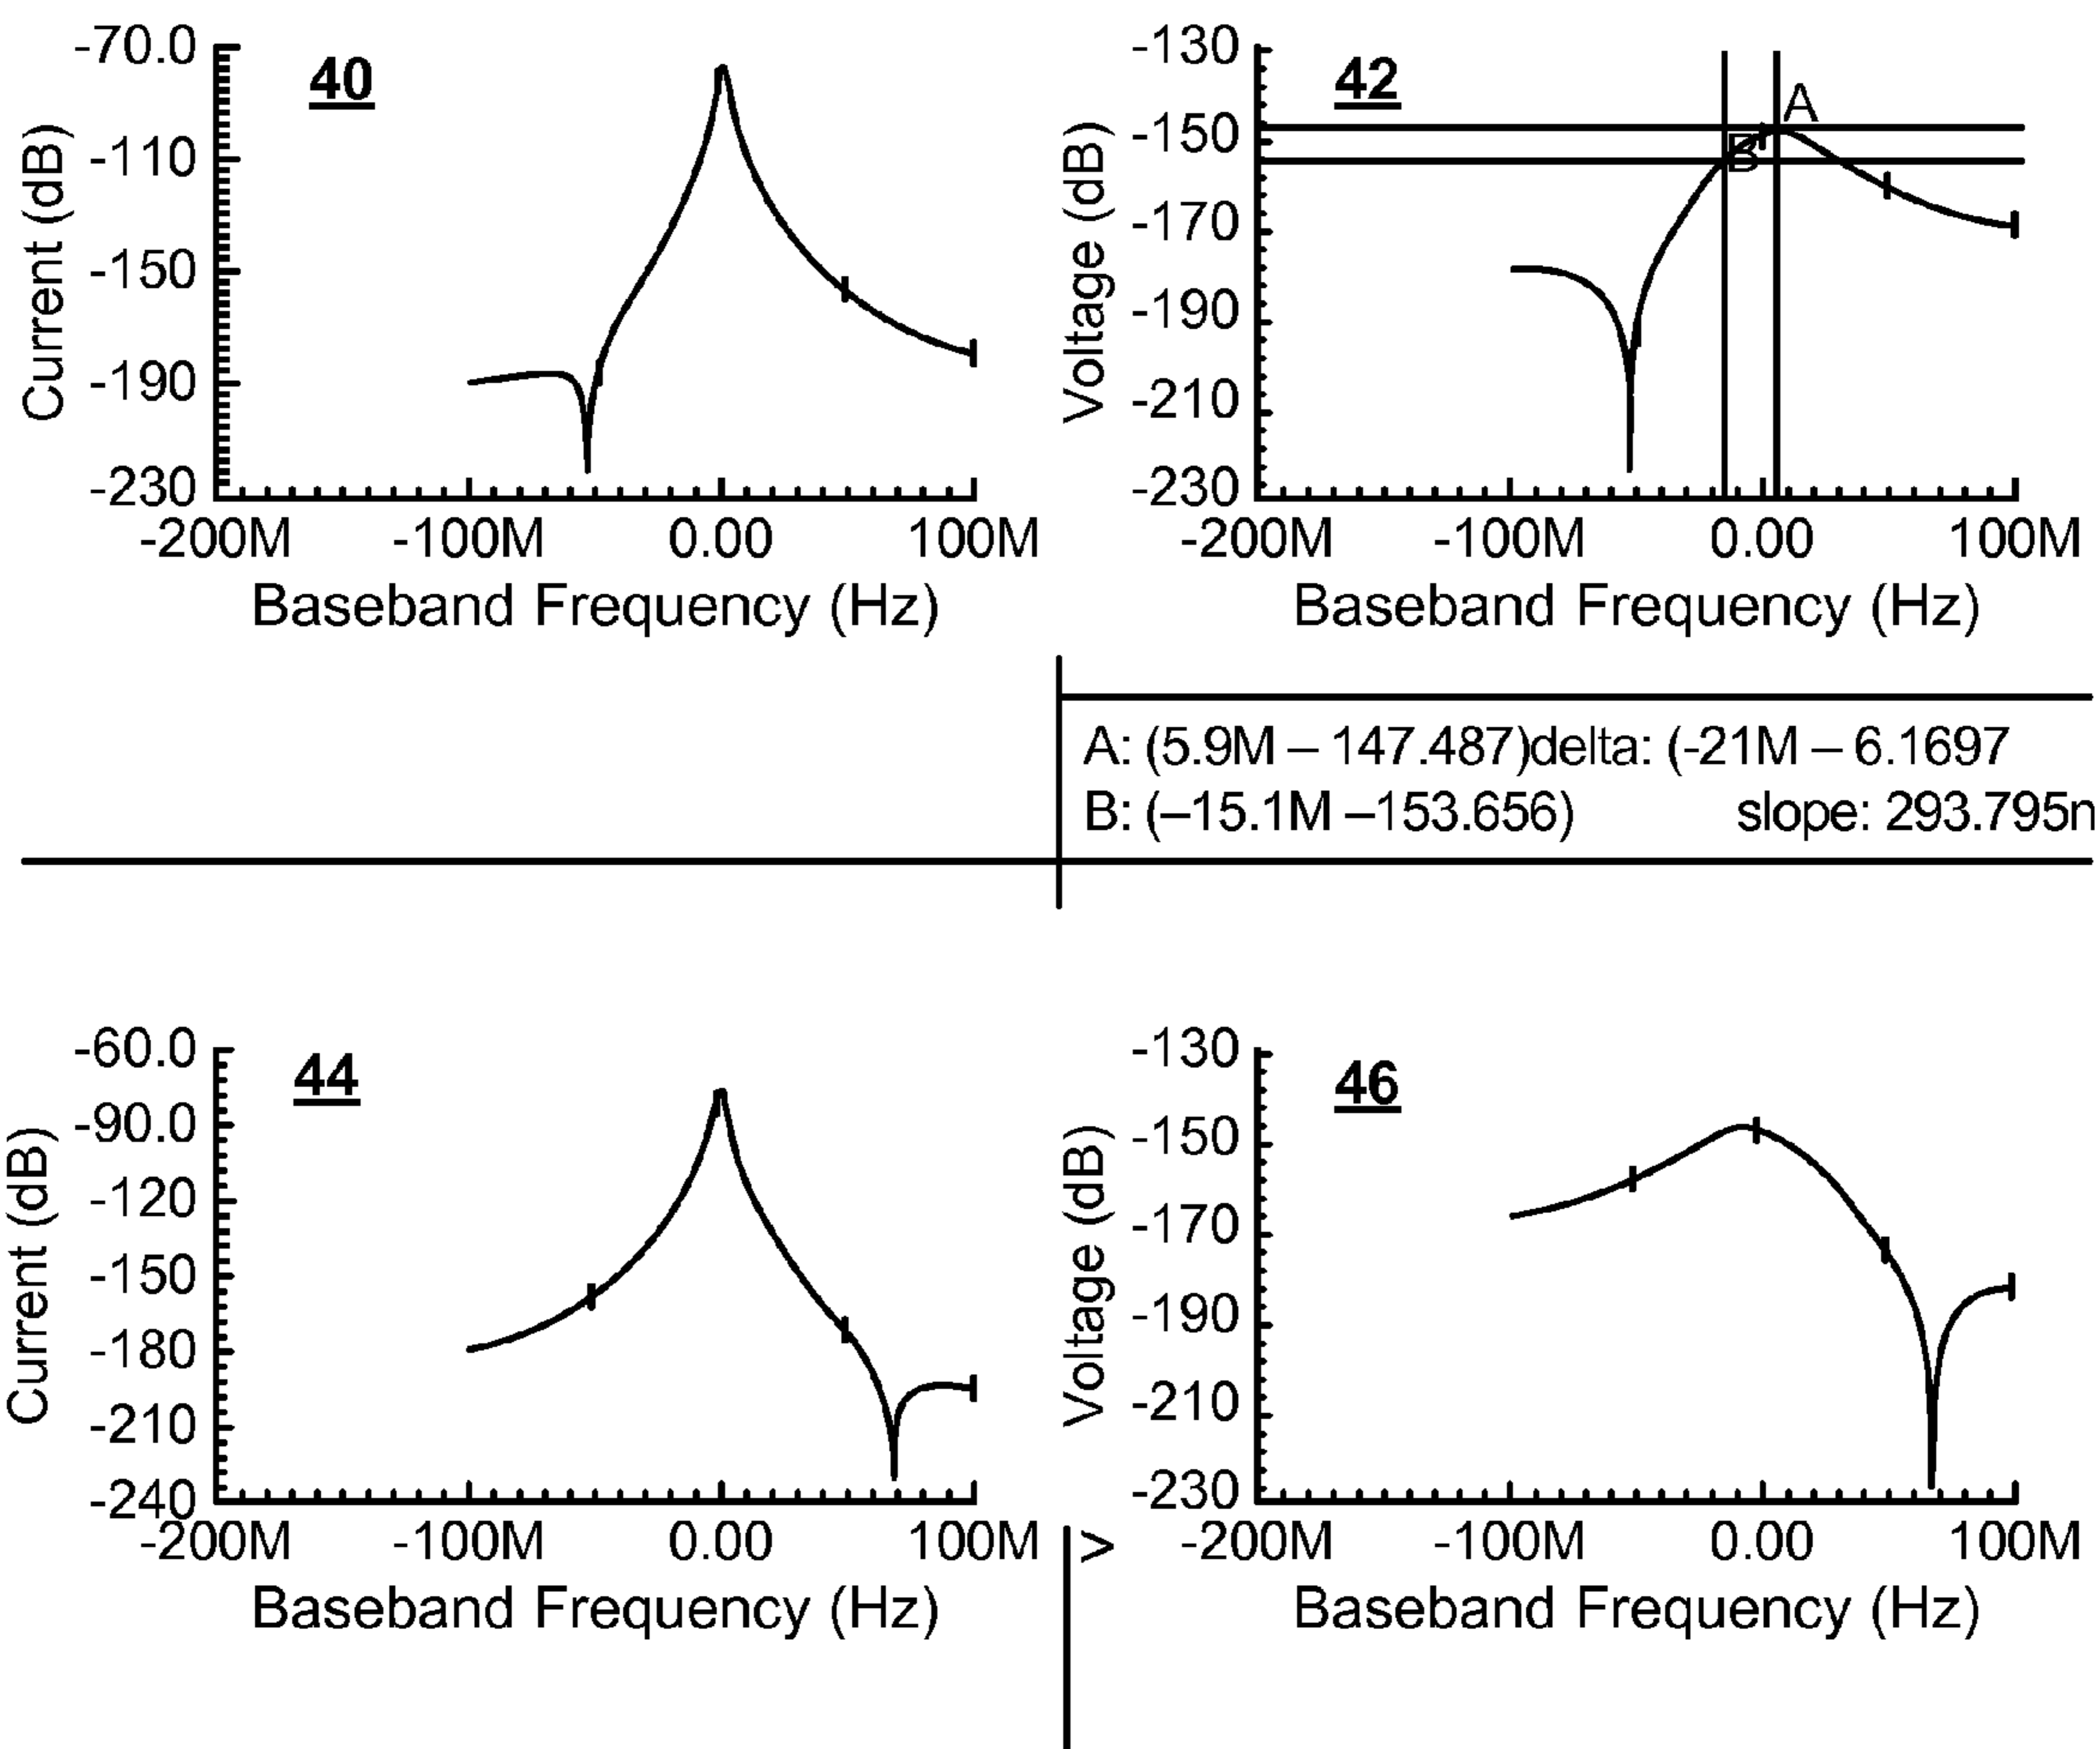 40
Current (dB)
-70.0
-110
-150
-190
-230
-200M -100M 0.00 100M
Baseband Frequency (Hz)
42
Voltage (dB)
-130
-150
-170
-190
-210
-230
A
B
-200M -100M 0.00 100M
Baseband Frequency (Hz)
A: (5.9M – 147.487)delta: (-21M – 6.1697
B: (–15.1M –153.656) slope: 293.795n
44
Current (dB)
-60.0
-90.0
-120
-150
-180
-210
-240
-200M -100M 0.00 100M
Baseband Frequency (Hz)
46
Voltage (dB)
-130
-150
-170
-190
-210
-230
-200M -100M 0.00 100M
Baseband Frequency (Hz)
v